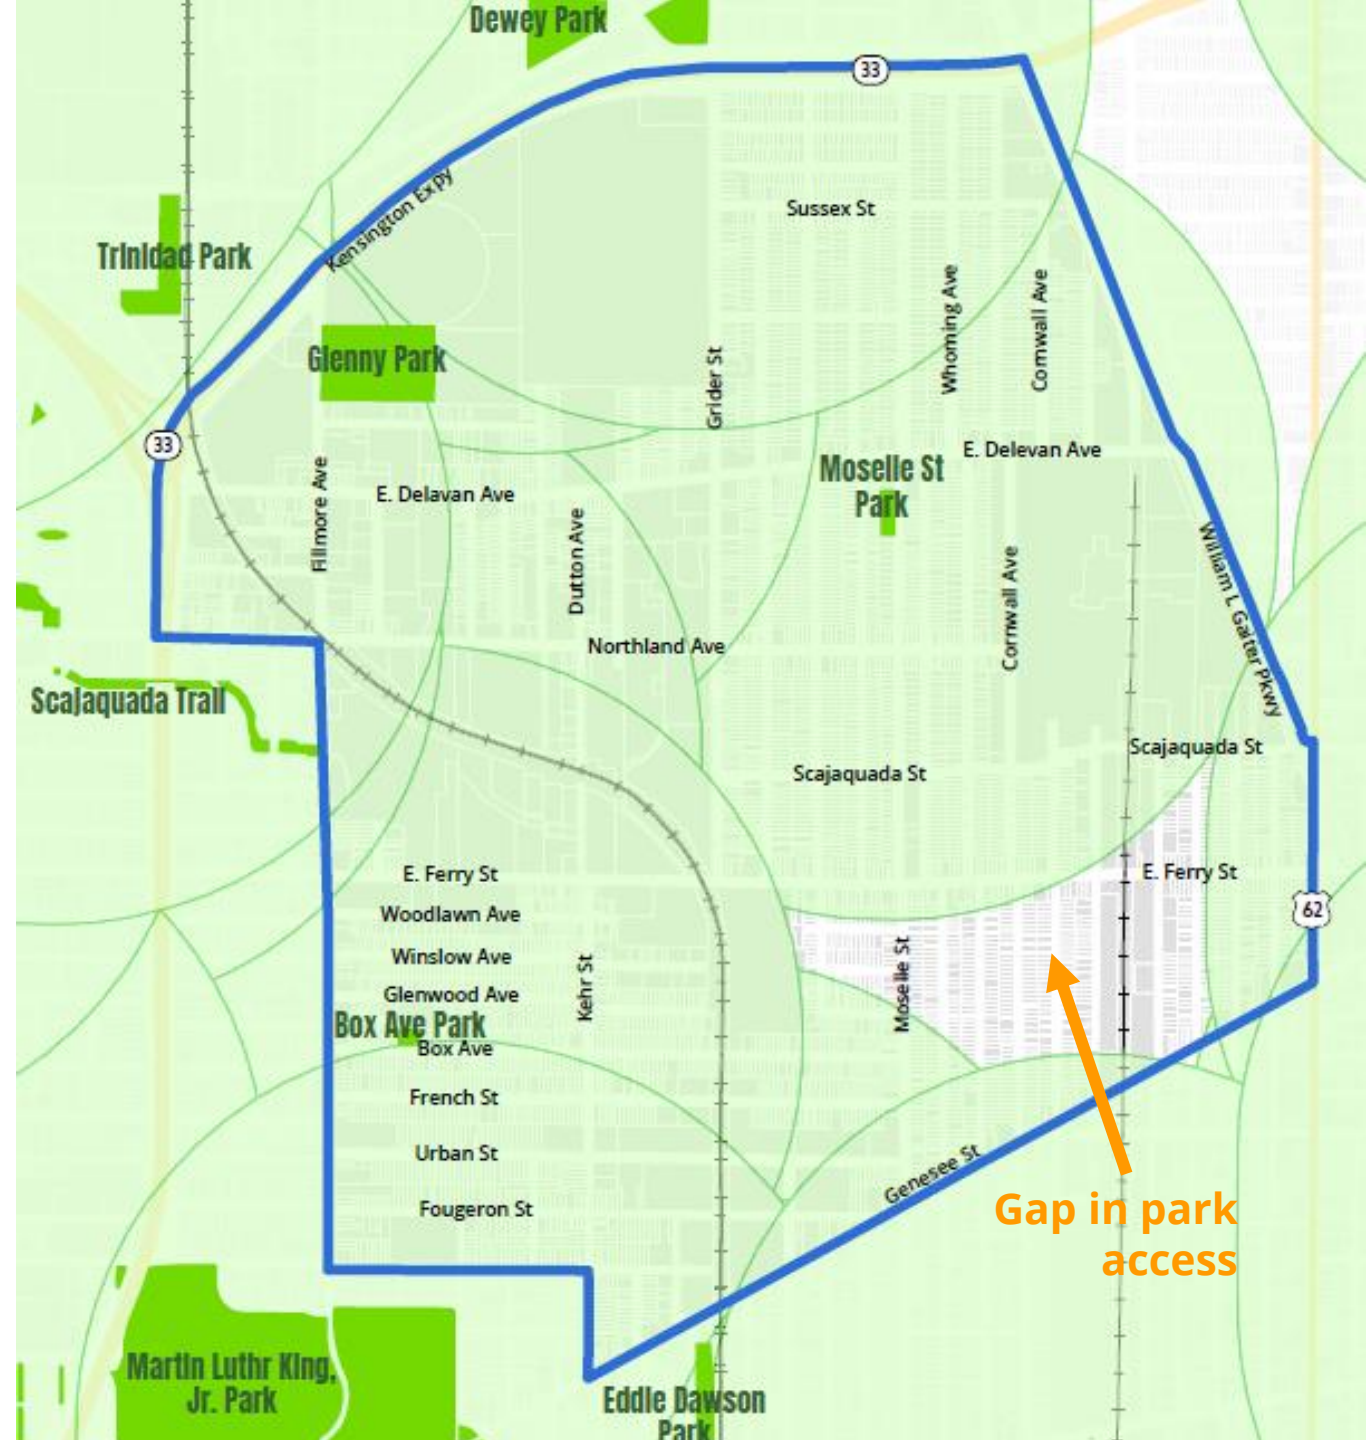 Dewey Park
33
Kensington Expy
Sussex St
Trinidad Park
Whoming Ave
Cornwall Ave
Glenny Park
Grider St
33
E. Delevan Ave
Moselle St
Park
E. Delavan Ave
Fillmore Ave
Dutton Ave
Cornwall Ave
William L Gaiter Pkwy
Northland Ave
Scajaquada Trail
Scajaquada St
Scajaquada St
E. Ferry St
E. Ferry St
Woodlawn Ave
62
Winslow Ave
Kehr St
Moselle St
Glenwood Ave
Box Ave Park
Box Ave
French St
Urban St
Genesee St
Fougeron St
Gap in park
access
Martin Luthr King,
Jr. Park
Eddie Dawson
Park